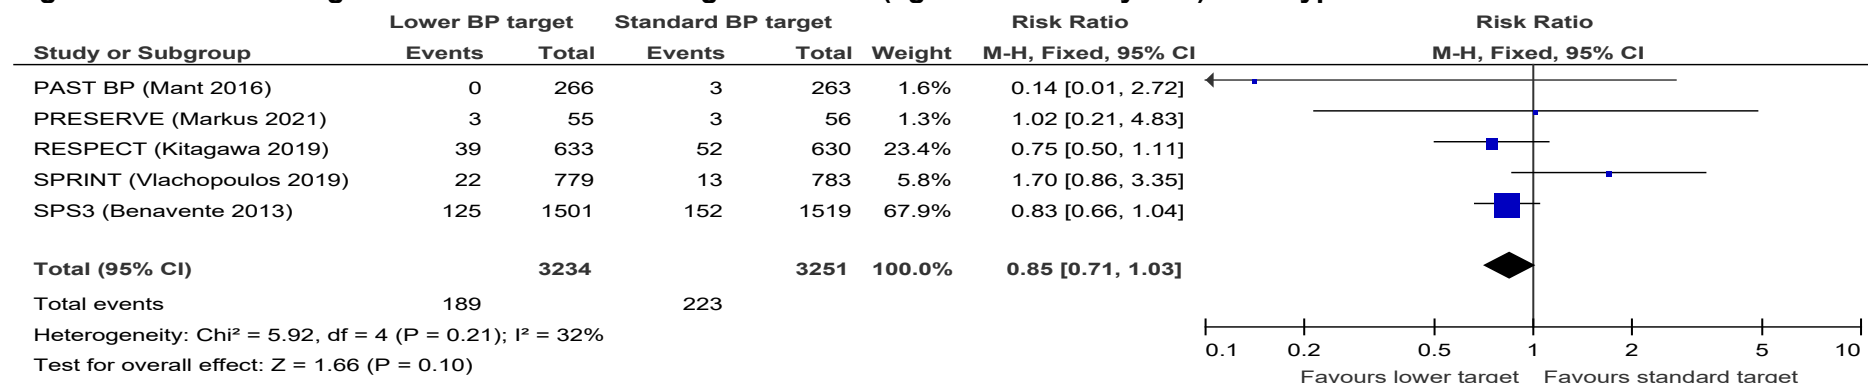 Lower BP target Standard BP target Risk Ratio Risk Ratio
Study or Subgroup Events Total Events Total Weight M-H, Fixed, 95% CI M-H, Fixed, 95% CI
PAST BP (Mant 2016) 0 266 3 263 1.6% 0.14 [0.01, 2.72]
PRESERVE (Markus 2021) 3 55 3 56 1.3% 1.02 [0.21, 4.83]
RESPECT (Kitagawa 2019) 39 633 52 630 23.4% 0.75 [0.50, 1.11]
SPRINT (Vlachopoulos 2019) 22 779 13 783 5.8% 1.70 [0.86, 3.35]
SPS3 (Benavente 2013) 125 1501 152 1519 67.9% 0.83 [0.66, 1.04]
Total (95% CI) 3234 3251 100.0% 0.85 [0.71, 1.03]
Total events 189 223
Heterogeneity: Chi² = 5.92, df = 4 (P = 0.21); I² = 32%
Test for overall effect: Z = 1.66 (P = 0.10)
0.1 0.2 0.5 1 2 5 10
Favours lower target Favours standard target